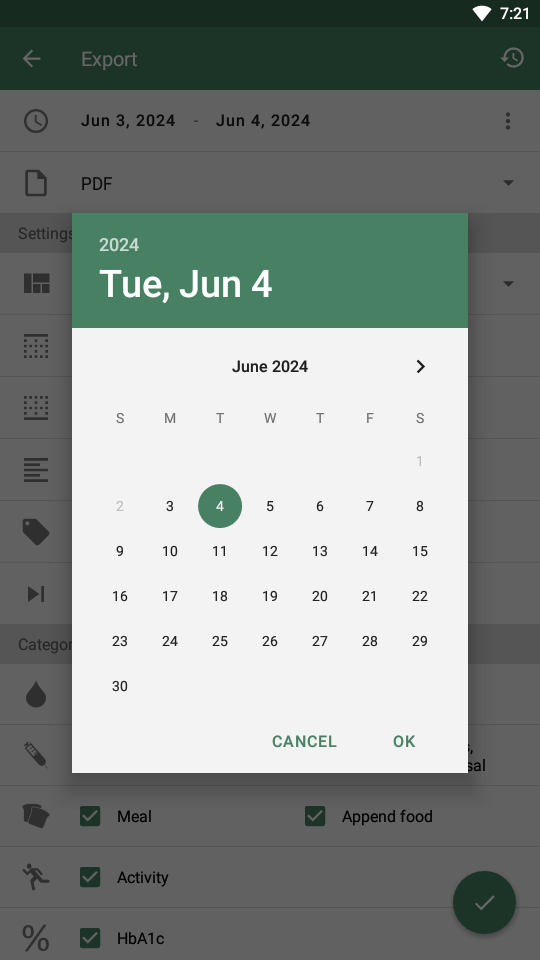 7:21
Export
Jun 3, 2024 - Jun 4, 2024
PDF
Settings
2024
Tue, Jun 4
June 2024
S M T W T F S
1
2 3 4 5 6 7 8
9 10 11 12 13 14 15
16 17 18 19 20 21 22
23 24 25 26 27 28 29
30
CANCEL OK
Meal Append food
Activity
% HbA1c